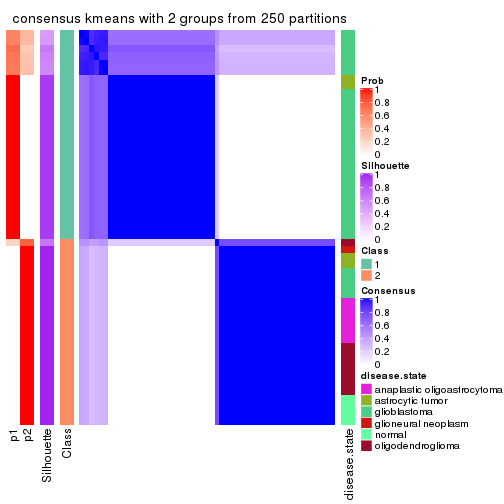 consensus kmeans with 2 groups from 250 partitions
Prob
1
0.8
0.6
0.4
0.2
0
Silhouette
1
0.8
0.6
0.4
0.2
0
Class
1
2
Consensus
1
0.8
0.6
0.4
0.2
0
disease.state
anaplastic oligoastrocytoma
astrocytic tumor
glioblastoma
glioneural neoplasm
normal
oligodendroglioma
p1
p2
Silhouette
Class
disease.state